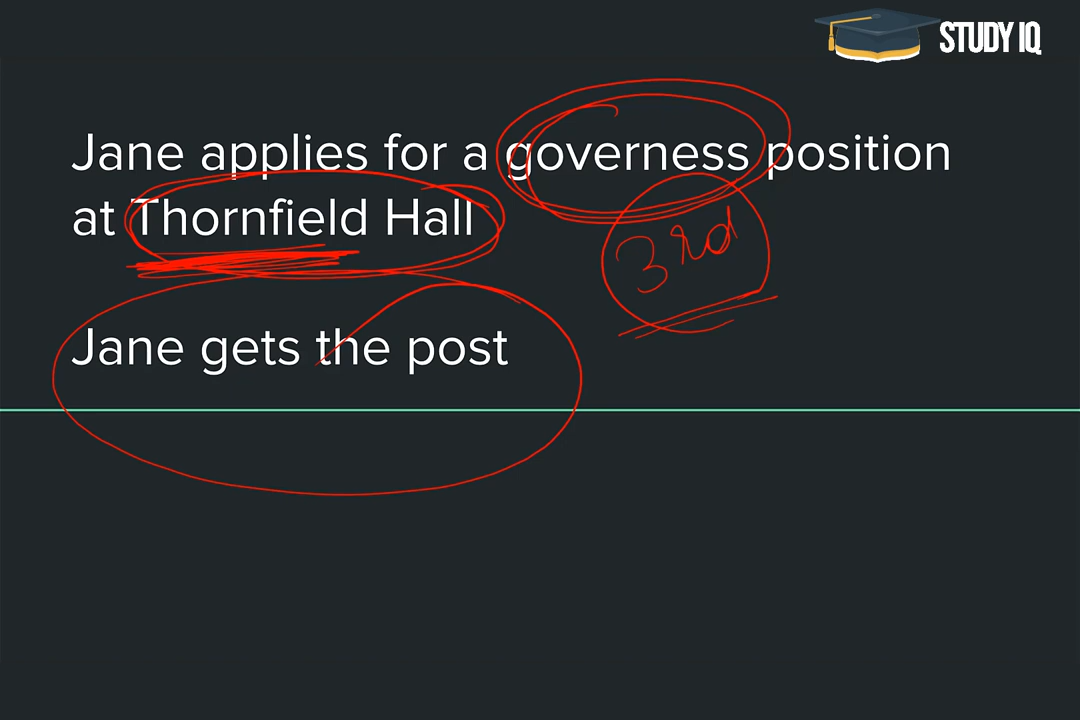 STUDY IQ
Jane applies for a governess position
at Thornfield Hall
3rd
Jane gets the post